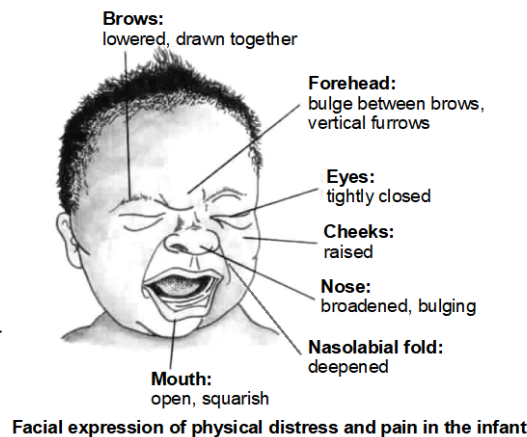 Brows:
lowered, drawn together
Forehead:
bulge between brows,
vertical furrows
Eyes:
tightly closed
Cheeks:
raised
Nose:
broadened, bulging
Nasolabial fold:
deepened
Mouth:
open, squarish
Facial expression of physical distress and pain in the infant